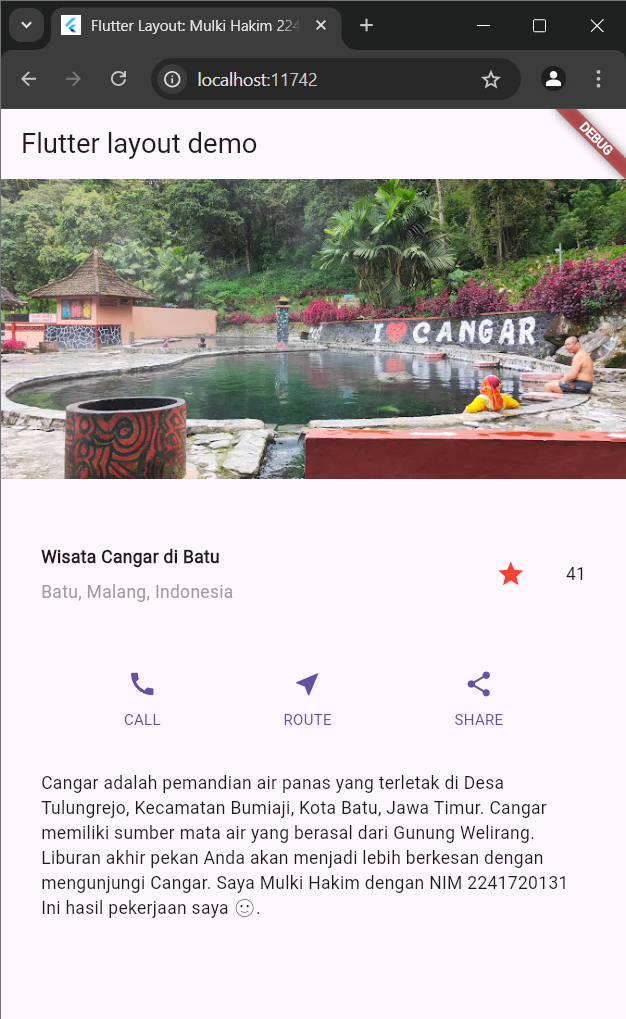 Flutter Layout: Mulki Hakim 224
localhost:11742
Flutter layout demo
DEBUG
I CANGAR
Wisata Cangar di Batu
Batu, Malang, Indonesia
41
CALL ROUTE SHARE
Cangar adalah pemandian air panas yang terletak di Desa
Tulungrejo, Kecamatan Bumiaji, Kota Batu, Jawa Timur. Cangar
memiliki sumber mata air yang berasal dari Gunung Welirang.
Liburan akhir pekan Anda akan menjadi lebih berkesan dengan
mengunjungi Cangar. Saya Mulki Hakim dengan NIM 2241720131
Ini hasil pekerjaan saya 🙂.